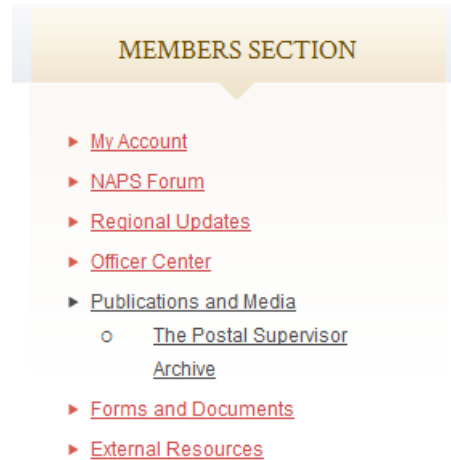 MEMBERS SECTION
My Account
NAPS Forum
Regional Updates
Officer Center
Publications and Media
The Postal Supervisor
Archive
Forms and Documents
External Resources